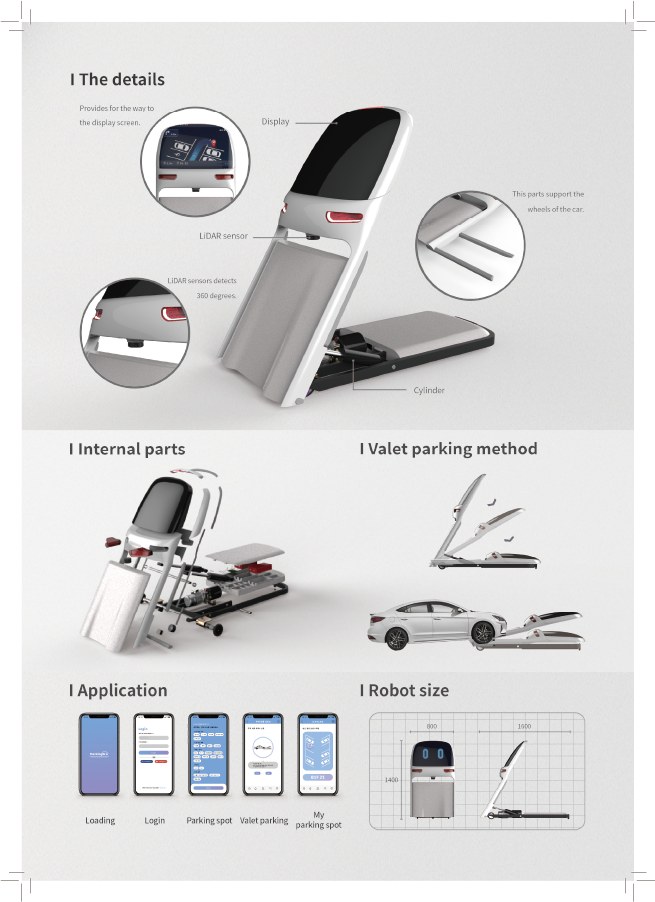 I The details
Provides for the way to
the display screen.
Display
This parts support the
wheels of the car.
LiDAR sensor
LiDAR sensors detects
360 degrees.
Cylinder
I Internal parts
I Valet parking method
I Application
I Robot size
800
1600
1400
Login
Loading
Login
Parking spot
Valet parking
My
parking spot